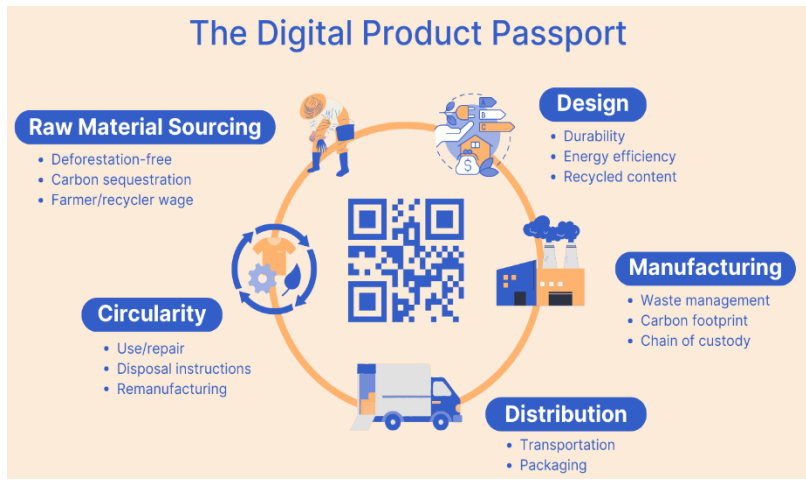 The Digital Product Passport
Raw Material Sourcing
• Deforestation-free
• Carbon sequestration
• Farmer/recycler wage
Design
• Durability
• Energy efficiency
• Recycled content
A
B
C
$
Manufacturing
• Waste management
• Carbon footprint
• Chain of custody
Distribution
• Transportation
• Packaging
Circularity
• Use/repair
• Disposal instructions
• Remanufacturing